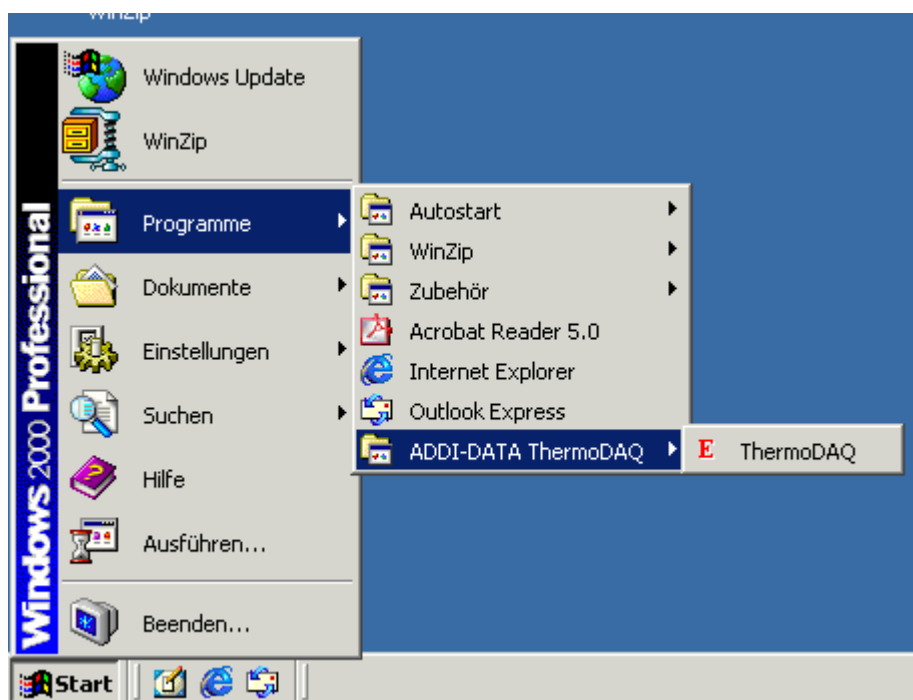 WinZip
Windows Update
WinZip
Programme
Dokumente
Einstellungen
Suchen
Hilfe
Ausführen...
Beenden...
Windows 2000 Professional
Autostart
WinZip
Zubehör
Acrobat Reader 5.0
Internet Explorer
Outlook Express
ADDI-DATA ThermoDAQ
E ThermoDAQ
Start